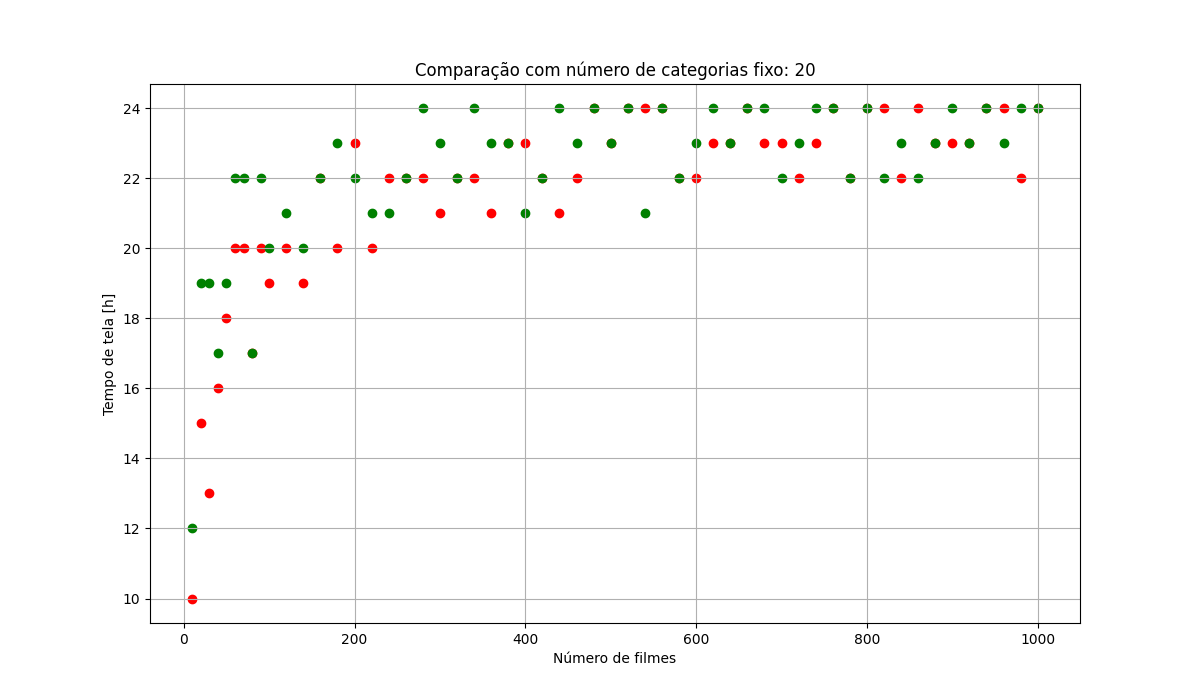 Comparação com número de categorias fixo: 20
24
22
20
18
16
14
12
10
Tempo de tela [h]
0 200 400 600 800 1000
Número de filmes